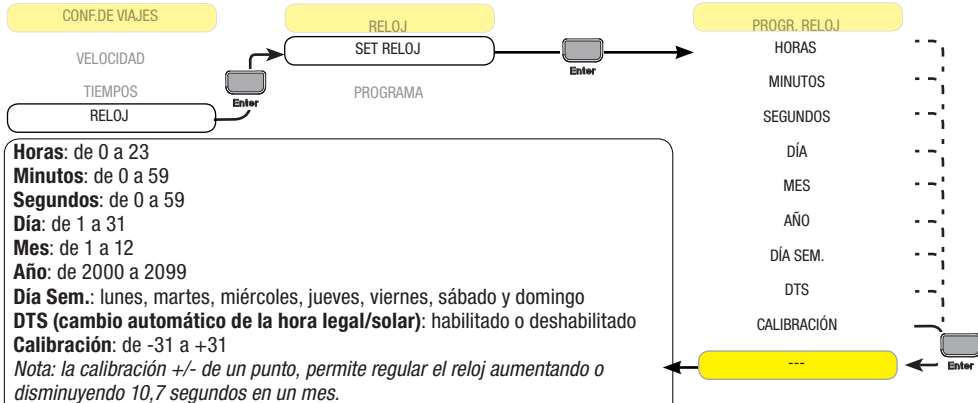 CONF.DE VIAJES
VELOCIDAD
TIEMPOS
RELOJ
Enter
RELOJ
SET RELOJ
PROGRAMA
Enter
PROGR. RELOJ
HORAS
MINUTOS
SEGUNDOS
DÍA
MES
AÑO
DÍA SEM.
DTS
CALIBRACIÓN
---
Enter
Horas: de 0 a 23
Minutos: de 0 a 59
Segundos: de 0 a 59
Día: de 1 a 31
Mes: de 1 a 12
Año: de 2000 a 2099
Día Sem.: lunes, martes, miércoles, jueves, viernes, sábado y domingo
DTS (cambio automático de la hora legal/solar): habilitado o deshabilitado
Calibración: de -31 a +31
Nota: la calibración +/- de un punto, permite regular el reloj aumentando o
disminuyendo 10,7 segundos en un mes.